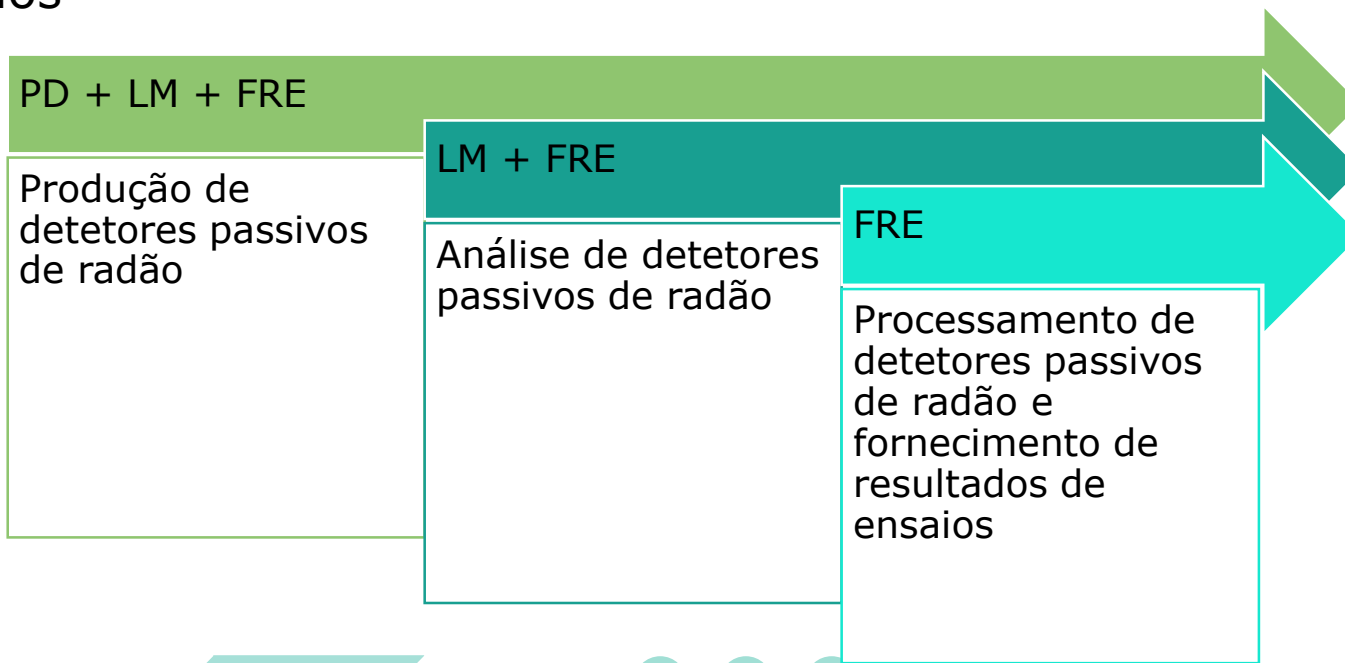 PD + LM + FRE
Produção de
detetores passivos
de radão
LM + FRE
Análise de detetores
passivos de radão
FRE
Processamento de
detetores passivos
de radão e
fornecimento de
resultados de
ensaios